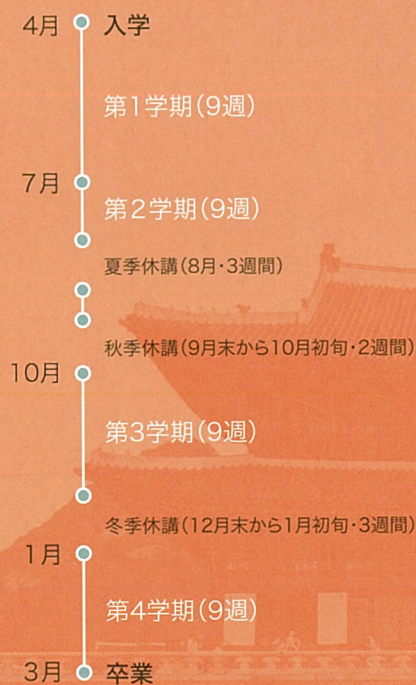 4月 入学
第1学期(9週)
7月
第2学期(9週)
夏季休講(8月・3週間)
秋季休講(9月末から10月初旬・2週間)
10月
第3学期(9週)
冬季休講(12月末から1月初旬・3週間)
1月
第4学期(9週)
3月 卒業